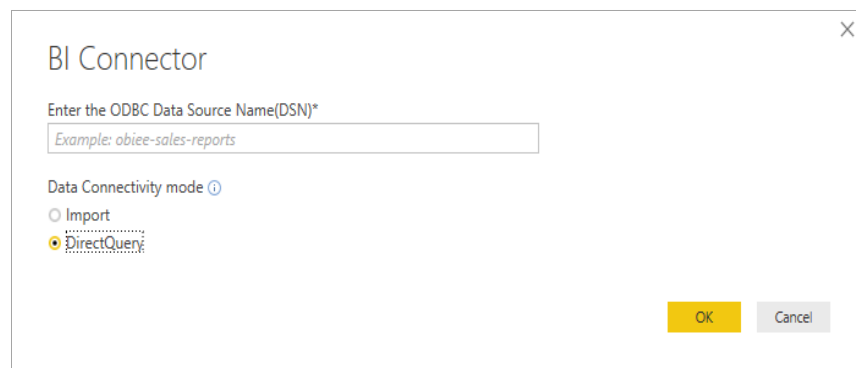 BI Connector
Enter the ODBC Data Source Name(DSN)*
Example: obiee-sales-reports
Data Connectivity mode
Import
DirectQuery
OK
Cancel